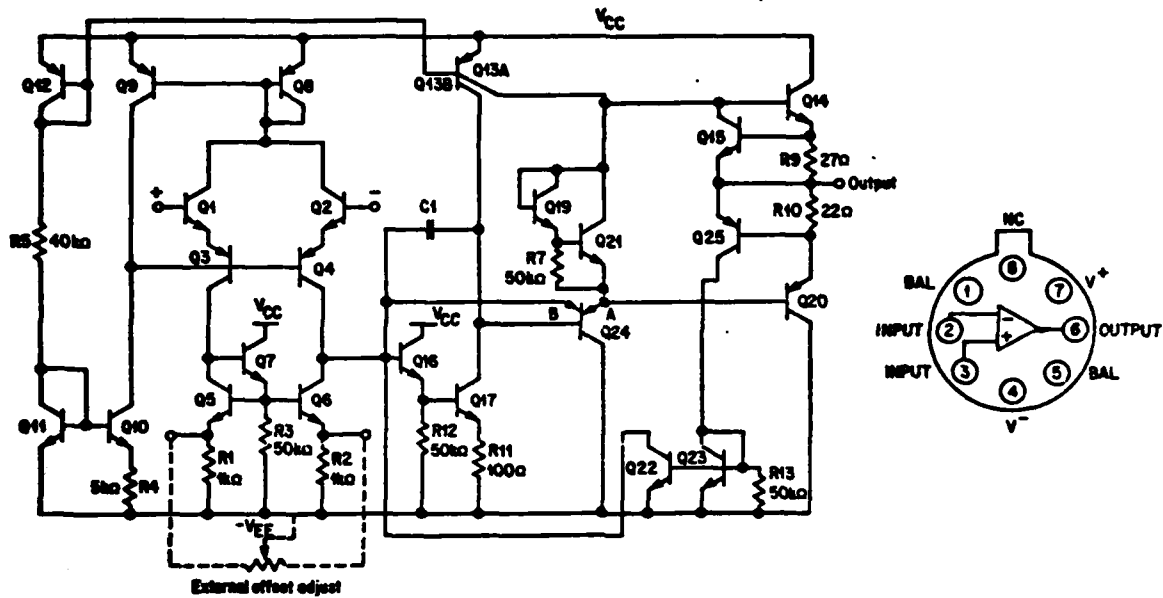 VCC
Q12
Q9
Q8
Q13B
Q13A
Q14
Q15
R9
27Ω
Output
R10
22Ω
+
Q1
Q2
−
C1
Q19
Q21
Q25
R5
40kΩ
Q3
Q4
R7
50kΩ
B
A
Q24
Q20
VCC
Q7
VCC
Q16
Q5
Q6
Q17
Q11
Q10
R3
50kΩ
R12
50kΩ
R11
100Ω
Q22
Q23
R13
50kΩ
5kΩ
R4
R1
1kΩ
R2
1kΩ
-VEE
External offset adjust
NC
BAL
1
8
7
V+
INPUT
2
−
+
6
OUTPUT
INPUT
3
4
5
BAL
V−